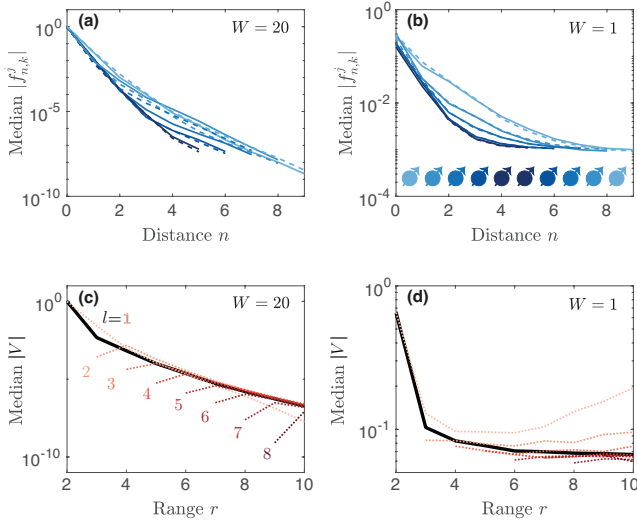 (a)
W = 20
10^0
10^-5
10^-10
Median |f^j_{n,k}|
0 2 4 6 8
Distance n
(b)
W = 1
10^0
10^-2
10^-4
Median |f^j_{n,k}|
0 2 4 6 8
Distance n
(c)
W = 20
10^0
10^-10
Median |V|
l=1
2
3
4
5
6
7
8
2 4 6 8 10
Range r
(d)
W = 1
10^0
10^-1
Median |V|
2 4 6 8 10
Range r